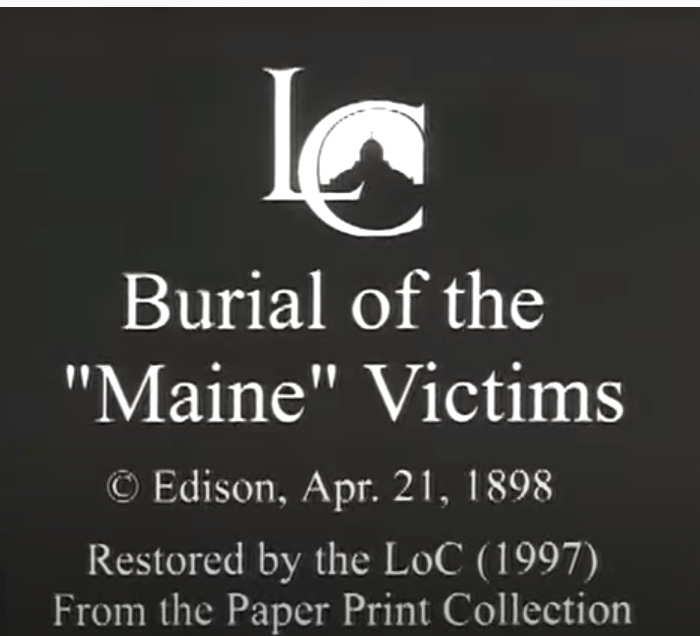 LC
Burial of the
"Maine" Victims
© Edison, Apr. 21, 1898
Restored by the LoC (1997)
From the Paper Print Collection